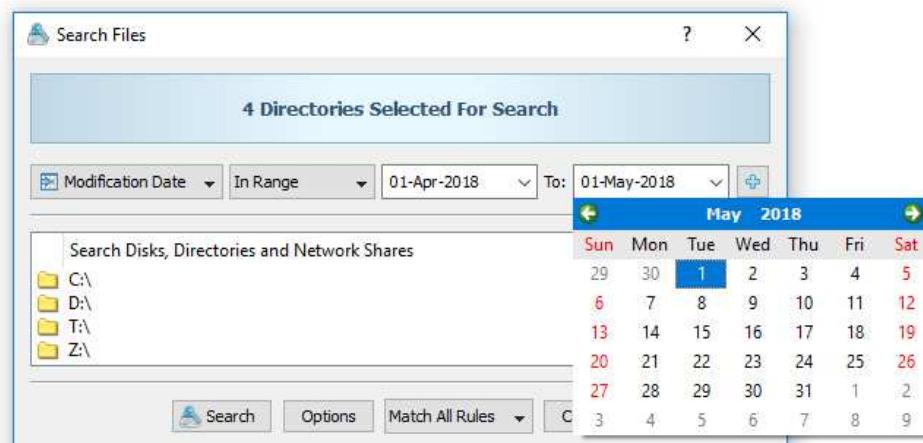 Search Files ?
4 Directories Selected For Search
Modification Date In Range 01-Apr-2018 To: 01-May-2018
May 2018
Sun Mon Tue Wed Thu Fri Sat
Search Disks, Directories and Network Shares
29 30 1 2 3 4 5
C:\
6 7 8 9 10 11 12
D:\
13 14 15 16 17 18 19
T:\
20 21 22 23 24 25 26
Z:\
27 28 29 30 31 1 2
Search Options Match All Rules C
3 4 5 6 7 8 9